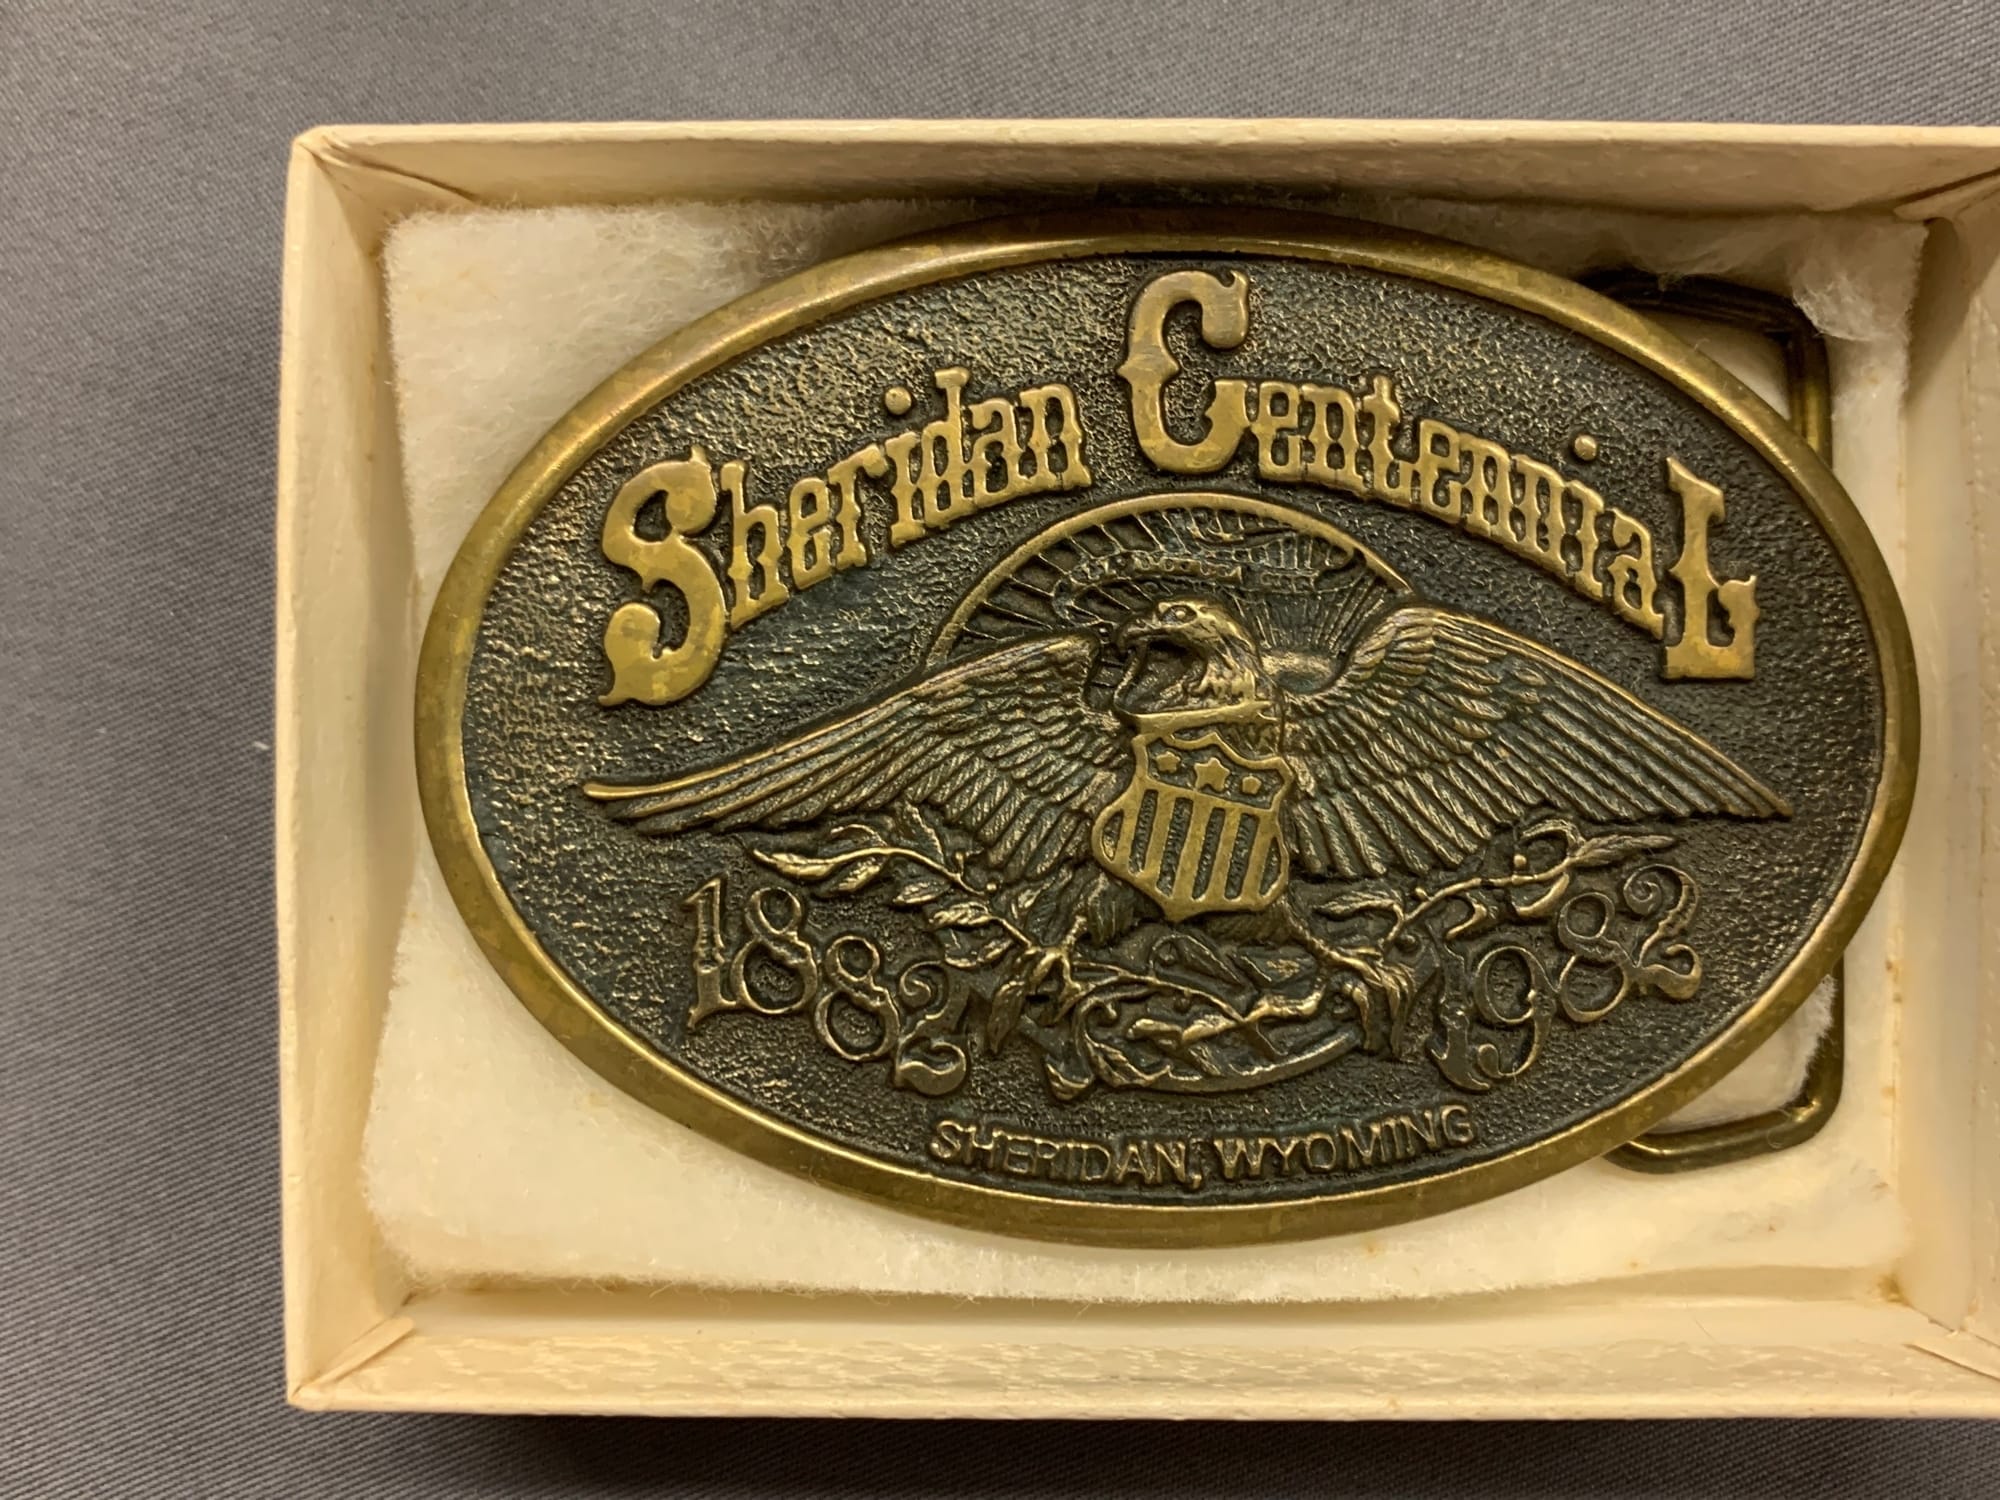 Sheridan Centennial
1882 1982
SHERIDAN, WYOMING